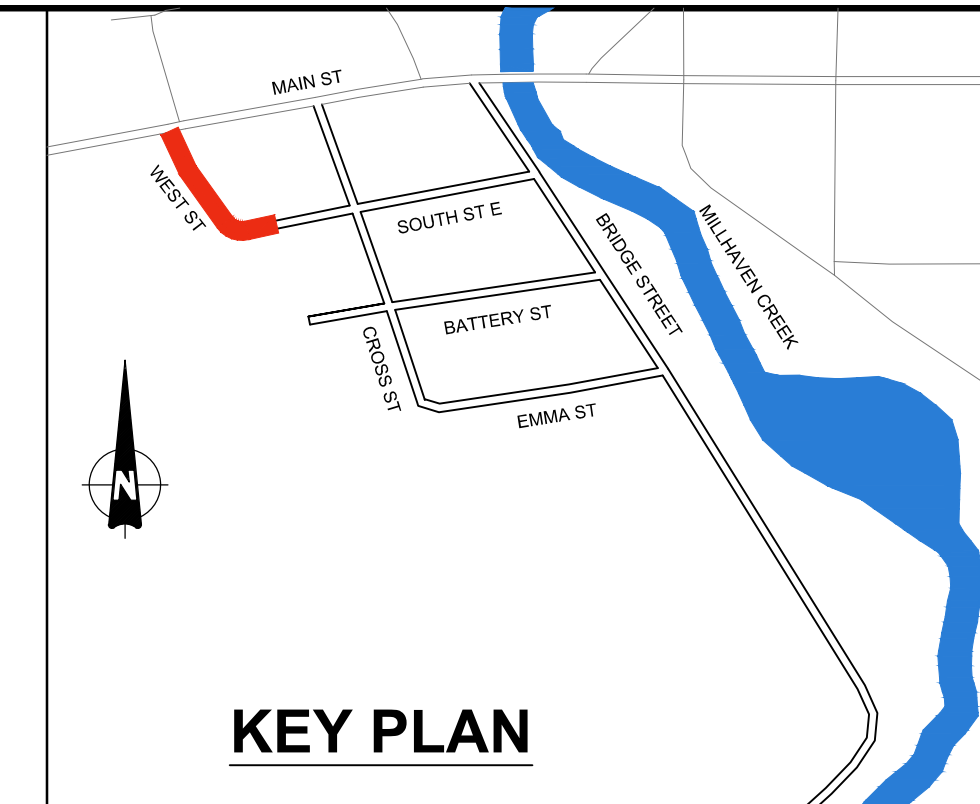 MAIN ST
WEST ST
SOUTH ST E
BRIDGE STREET
MILLHAVEN CREEK
BATTERY ST
CROSS ST
EMMA ST
N
KEY PLAN